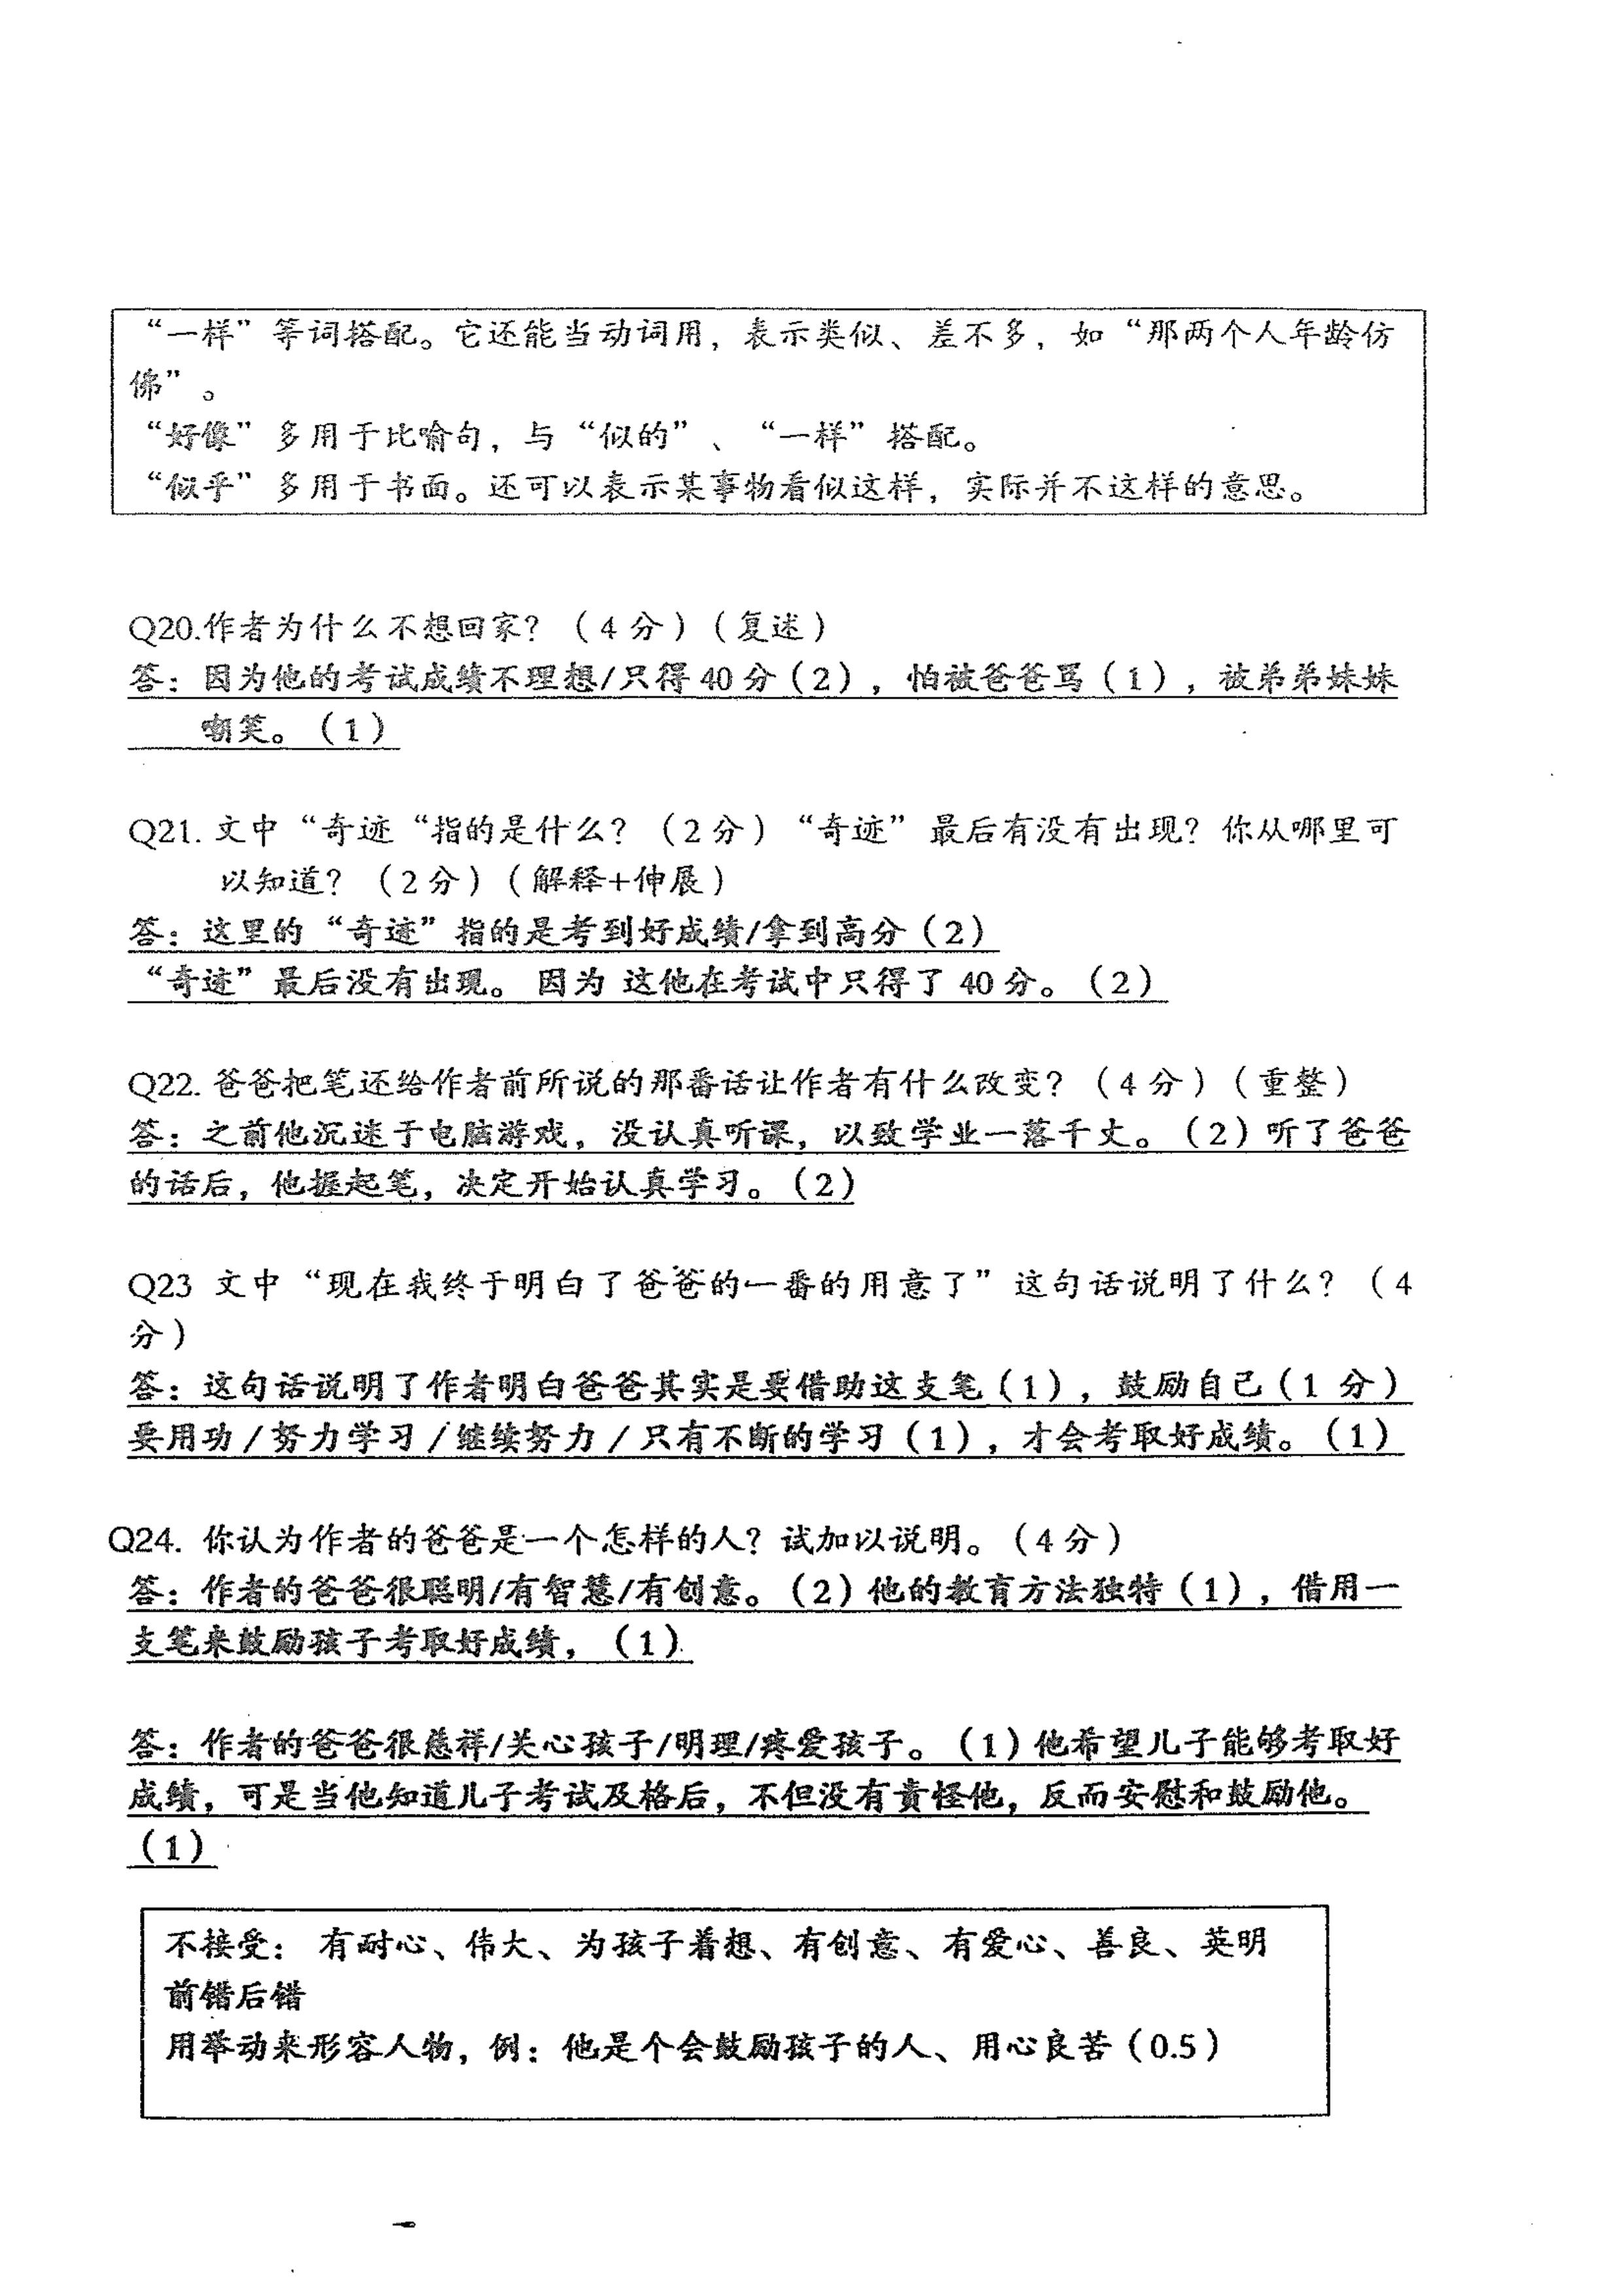 “一样”等词搭配。它还能当动词用，表示类似、差不多，如“那两个人年龄仿
佛”。
“好像”多用于比喻句，与“似的”、“一样”搭配。
“似乎”多用于书面。还可以表示某事物看似这样，实际并不这样的意思。
Q20.作者为什么不想回家？（4分）（复述）
答：因为他的考试成绩不理想/只得40分（2），怕被爸爸骂（1），被弟弟妹妹
嘲笑。（1）
Q21. 文中“奇迹“指的是什么？（2分）“奇迹”最后有没有出现？你从哪里可
以知道？（2分）（解释+伸展）
答：这里的“奇迹”指的是考到好成绩/拿到高分（2）
“奇迹”最后没有出现。因为 这他在考试中只得了40分。（2）
Q22. 爸爸把笔还给作者前所说的那番话让作者有什么改变？（4分）（重整）
答：之前他沉迷于电脑游戏，没认真听课，以致学业一落千丈。（2）听了爸爸
的话后，他握起笔，决定开始认真学习。（2）
Q23 文中“现在我终于明白了爸爸的一番的用意了”这句话说明了什么？（4
分）
答：这句话说明了作者明白爸爸其实是要借助这支笔（1），鼓励自己（1 分）
要用功/努力学习/继续努力/只有不断的学习（1），才会考取好成绩。（1）
Q24. 你认为作者的爸爸是一个怎样的人？试加以说明。（4分）
答：作者的爸爸很聪明/有智慧/有创意。（2）他的教育方法独特（1），借用一
支笔来鼓励孩子考取好成绩，（1）
答：作者的爸爸很慈祥/关心孩子/明理/疼爱孩子。（1）他希望儿子能够考取好
成绩，可是当他知道儿子考试及格后，不但没有责怪他，反而安慰和鼓励他。
（1）
不接受： 有耐心、伟大、为孩子着想、有创意、有爱心、善良、英明
前错后错
用举动来形容人物，例：他是个会鼓励孩子的人、用心良苦（0.5）